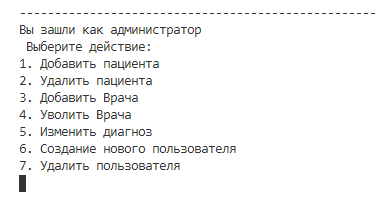 ---------------------------------------------------
Вы зашли как администратор
Выберите действие:
1. Добавить пациента
2. Удалить пациента
3. Добавить Врача
4. Уволить Врача
5. Изменить диагноз
6. Создание нового пользователя
7. Удалить пользователя